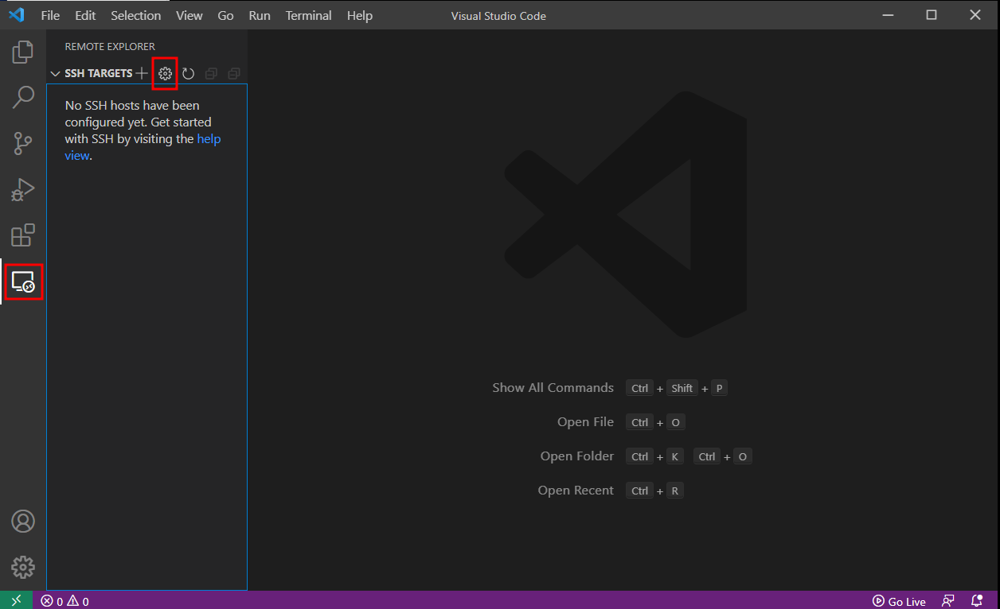 File Edit Selection View Go Run Terminal Help Visual Studio Code
REMOTE EXPLORER
SSH TARGETS
No SSH hosts have been
configured yet. Get started
with SSH by visiting the help
view.
Show All Commands Ctrl + Shift + P
Open File Ctrl + O
Open Folder Ctrl + K Ctrl + O
Open Recent Ctrl + R
0 0 Go Live